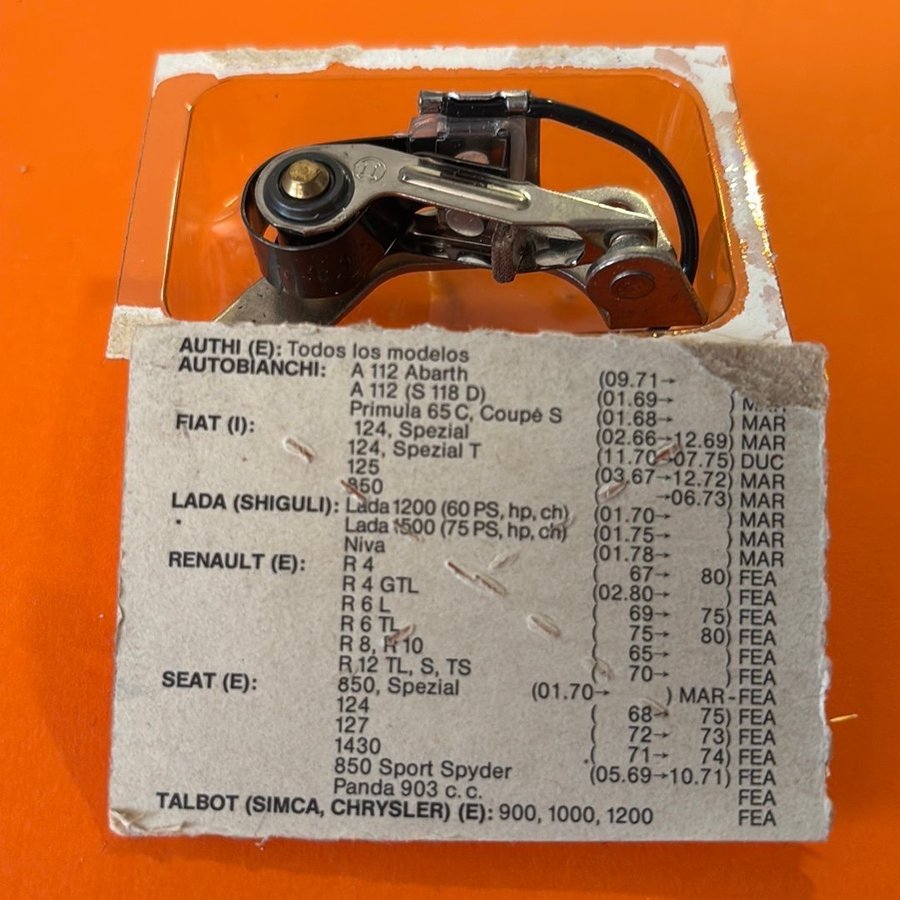 AUTHI (E): Todos los modelos
AUTOBIANCHI: A 112 Abarth (09.71→
A 112 (S 118 D) (01.69→ ) MAR
Primula 65 C, Coupé S (01.68→ ) MAR
FIAT (I): 124, Spezial (02.66→12.69) MAR
124, Spezial T (11.70→07.75) DUC
125 (03.67→12.72) MAR
850 →06.73) MAR
LADA (SHIGULI): Lada 1200 (60 PS, hp, ch) (01.70→ ) MAR
Lada 1500 (75 PS, hp, ch) (01.75→ ) MAR
Niva (01.78→ ) MAR
RENAULT (E): R 4 ( 67→ 80) FEA
R 4 GTL (02.80→ ) FEA
R 6 L ( 69→ 75) FEA
R 6 TL ( 75→ 80) FEA
R 8, R 10 ( 65→ ) FEA
R 12 TL, S, TS ( 70→ ) FEA
SEAT (E): 850, Spezial (01.70→ ) MAR-FEA
124 ( 68→ 75) FEA
127 ( 72→ 73) FEA
1430 ( 71→ 74) FEA
850 Sport Spyder (05.69→10.71) FEA
Panda 903 c.c. FEA
TALBOT (SIMCA, CHRYSLER) (E): 900, 1000, 1200 FEA